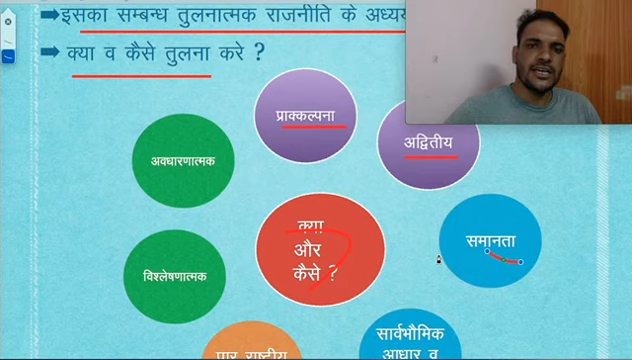 इसका सम्बन्ध तुलनात्मक राजनीति के
क्या व कैसे तुलना करे ?
प्राक्कल्पना
अद्वितीय
अवधारणात्मक
समानता
क्या
और
कैसे ?
विश्लेषणात्मक
सार्वभौमिक
आधार व
पार राष्ट्रीय